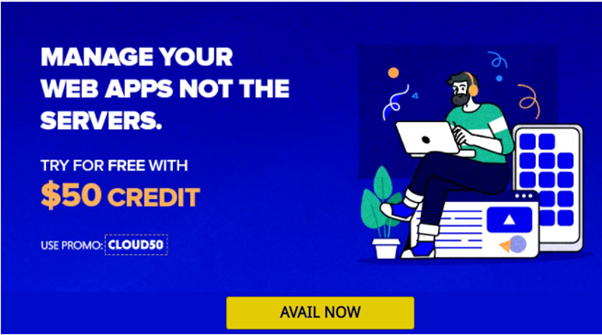 MANAGE YOUR
WEB APPS NOT THE
SERVERS.
TRY FOR FREE WITH
$50 CREDIT
USE PROMO: CLOUD50
AVAIL NOW